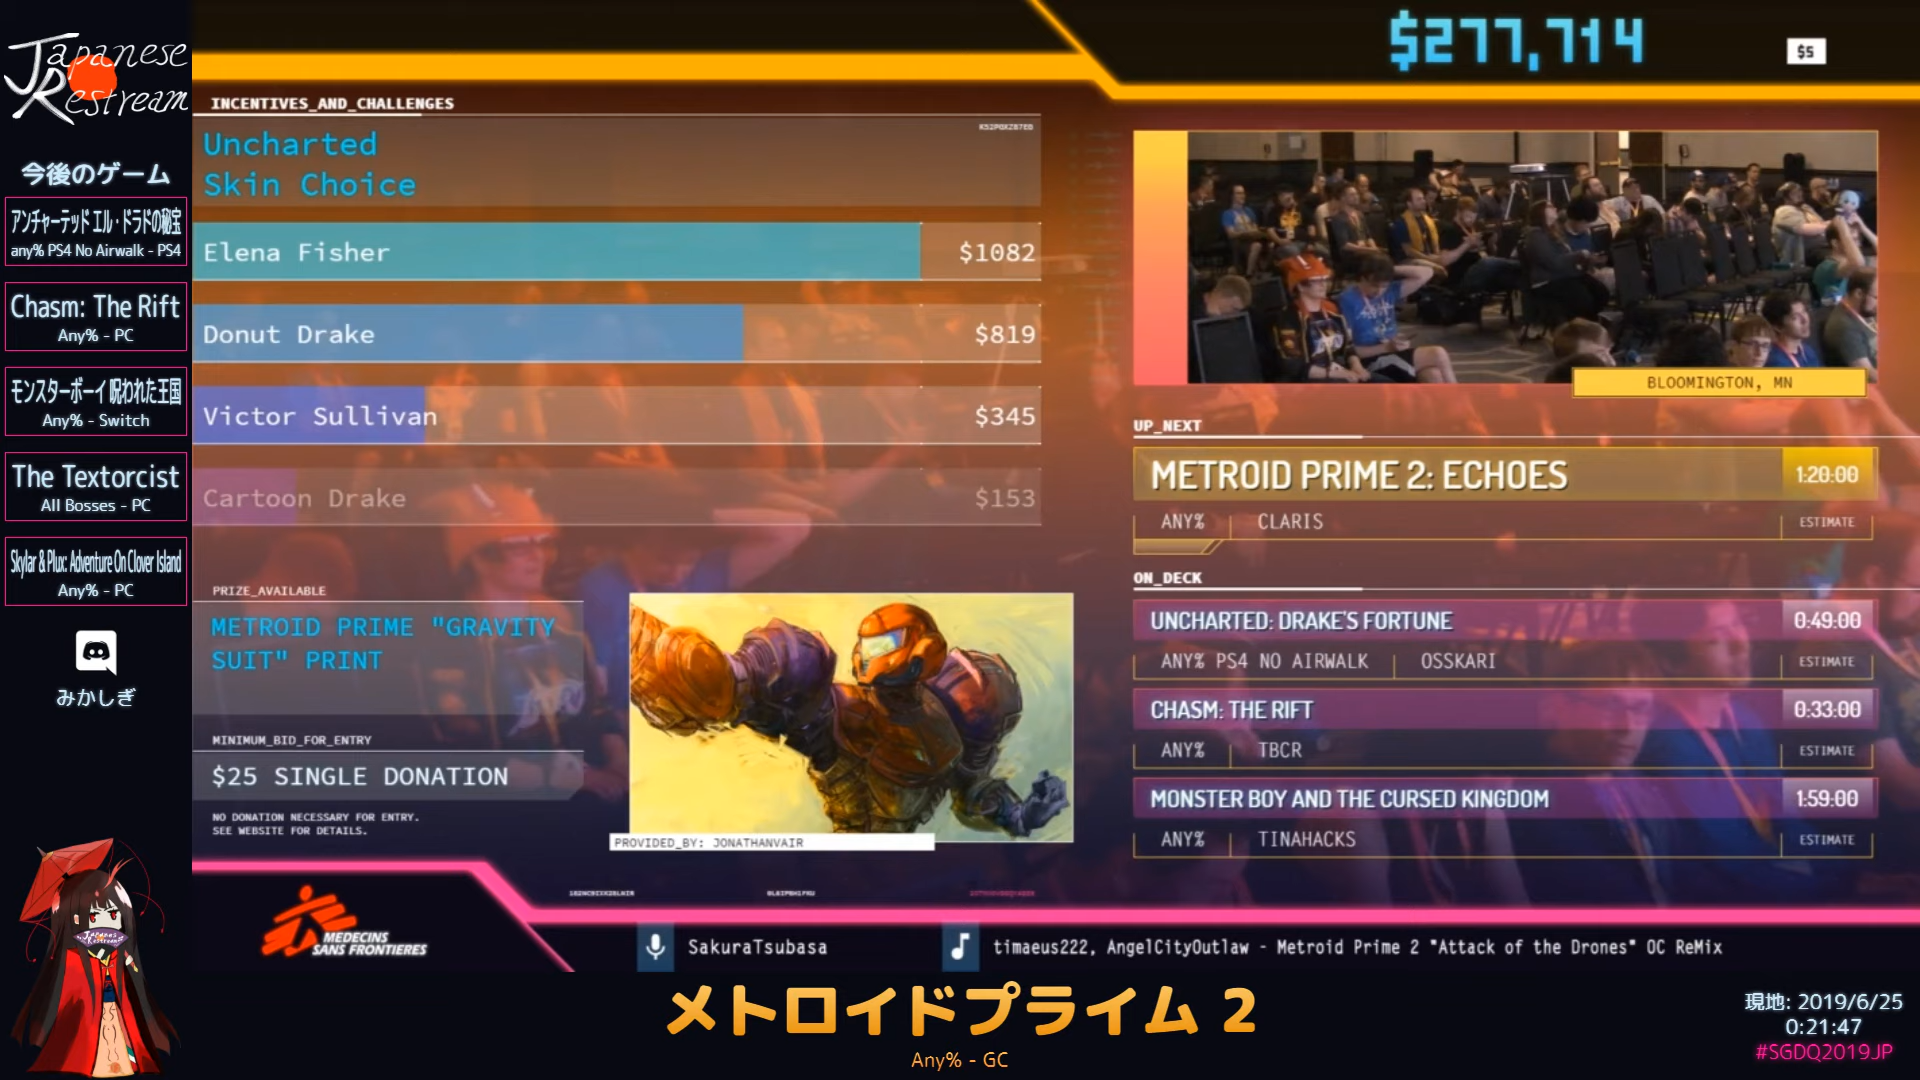 Japanese
Restream
今後のゲーム
アンチャーテッド エル・ドラドの秘宝
any% PS4 No Airwalk - PS4
Chasm: The Rift
Any% - PC
モンスターボーイ 呪われた王国
Any% - Switch
The Textorcist
All Bosses - PC
Skylar & Plux: Adventure On Clover Island
Any% - PC
みかしぎ
$277,714
$5
INCENTIVES_AND_CHALLENGES
Uncharted
Skin Choice
Elena Fisher $1082
Donut Drake $819
Victor Sullivan $345
Cartoon Drake $153
PRIZE_AVAILABLE
METROID PRIME "GRAVITY
SUIT" PRINT
MINIMUM_BID_FOR_ENTRY
$25 SINGLE DONATION
NO DONATION NECESSARY FOR ENTRY.
SEE WEBSITE FOR DETAILS.
PROVIDED_BY: JONATHANVAIR
BLOOMINGTON, MN
UP_NEXT
METROID PRIME 2: ECHOES 1:20:00
ANY% CLARIS ESTIMATE
ON_DECK
UNCHARTED: DRAKE'S FORTUNE 0:49:00
ANY% PS4 NO AIRWALK OSSKARI ESTIMATE
CHASM: THE RIFT 0:33:00
ANY% TBCR ESTIMATE
MONSTER BOY AND THE CURSED KINGDOM 1:59:00
ANY% TINAHACKS ESTIMATE
MEDECINS
SANS FRONTIERES
SakuraTsubasa
timaeus222, AngelCityOutlaw - Metroid Prime 2 "Attack of the Drones" OC ReMix
メトロイドプライム 2
Any% - GC
現地: 2019/6/25
0:21:47
#SGDQ2019JP